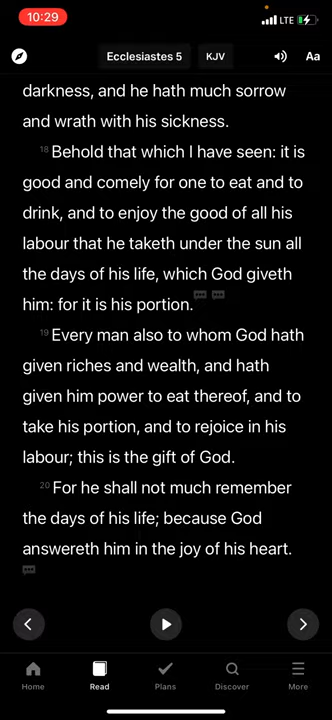 10:29
LTE
Ecclesiastes 5 KJV Aa
darkness, and he hath much sorrow
and wrath with his sickness.
18 Behold that which I have seen: it is
good and comely for one to eat and to
drink, and to enjoy the good of all his
labour that he taketh under the sun all
the days of his life, which God giveth
him: for it is his portion.
19 Every man also to whom God hath
given riches and wealth, and hath
given him power to eat thereof, and to
take his portion, and to rejoice in his
labour; this is the gift of God.
20 For he shall not much remember
the days of his life; because God
answereth him in the joy of his heart.
Home Read Plans Discover More